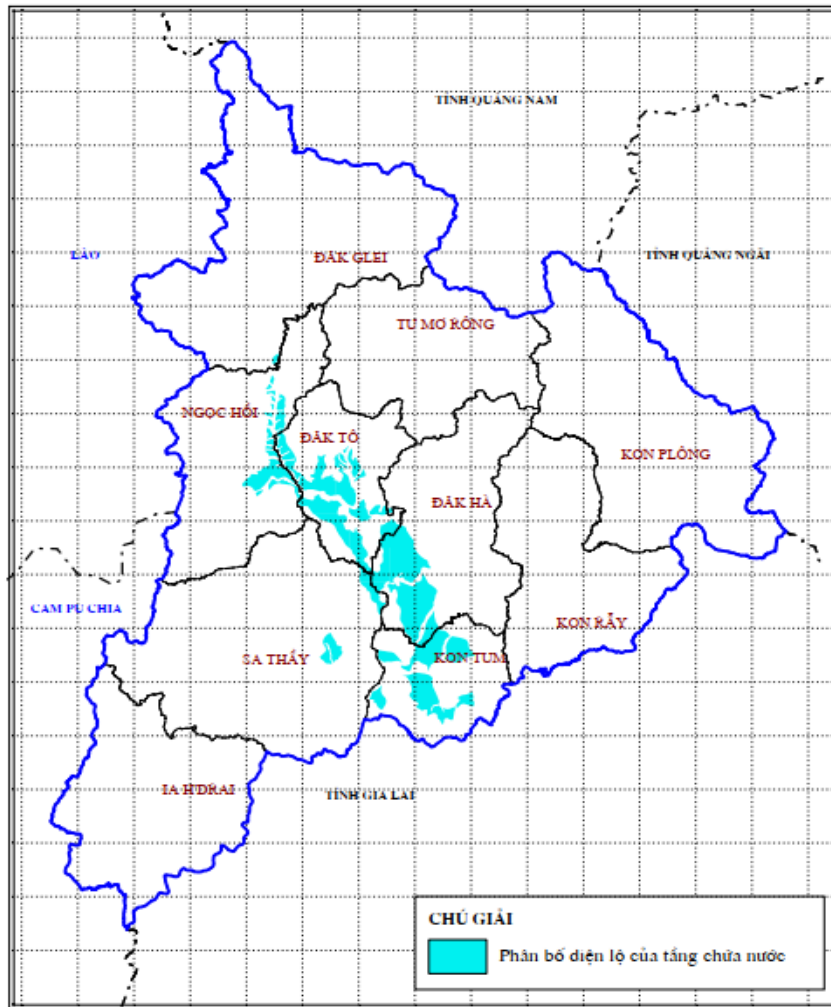 TỈNH QUẢNG NAM
LÀO
ĐĂK GLEI
TỈNH QUẢNG NGÃI
TU MƠ RÔNG
NGỌC HỒI
ĐĂK TÔ
KON PLÔNG
ĐĂK HÀ
CAM PU CHIA
KON RẪY
SA THẦY
KON TUM
IA H'DRAI
TỈNH GIA LAI
CHÚ GIẢI
Phân bố diện lộ của tầng chứa nước